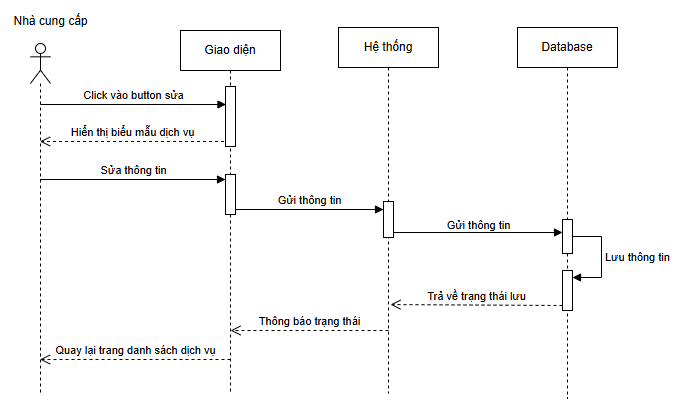 Nhà cung cấp
Giao diện
Hệ thống
Database
Click vào button sửa
Hiển thị biểu mẫu dịch vụ
Sửa thông tin
Gửi thông tin
Gửi thông tin
Lưu thông tin
Trả về trạng thái lưu
Thông báo trạng thái
Quay lại trang danh sách dịch vụ